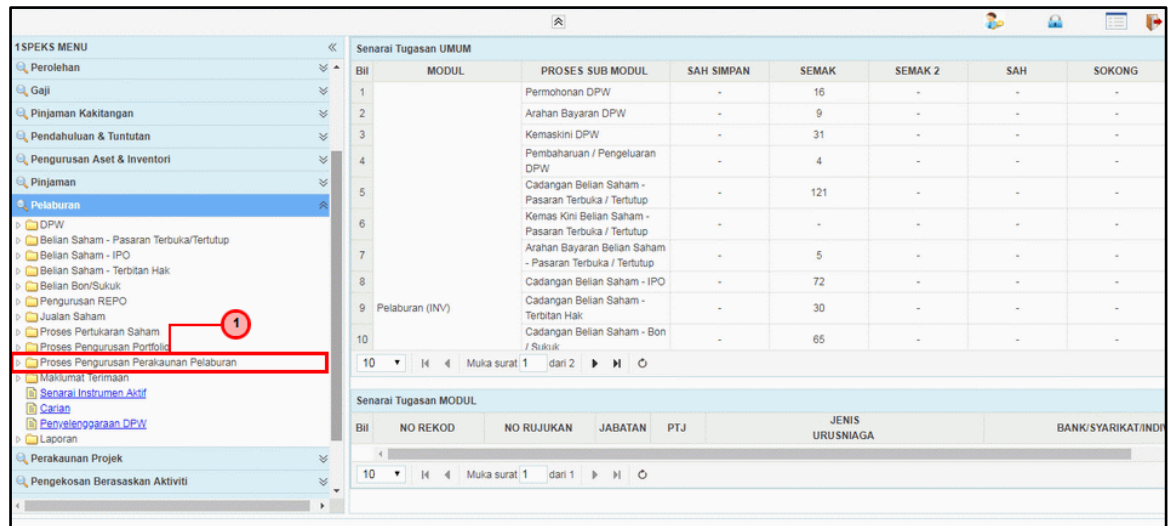 1SPEKS MENU
Perolehan
Gaji
Pinjaman Kakitangan
Pendahuluan & Tuntutan
Pengurusan Aset & Inventori
Pinjaman
Pelaburan
DPW
Belian Saham - Pasaran Terbuka/Tertutup
Belian Saham - IPO
Belian Saham - Terbitan Hak
Belian Bon/Sukuk
Pengurusan REPO
Jualan Saham
Proses Pertukaran Saham
1
Proses Pengurusan Portfolio
Proses Pengurusan Perakaunan Pelaburan
Maklumat Terimaan
Senarai Instrumen Aktif
Carian
Penyelenggaraan DPW
Laporan
Perakaunan Projek
Pengekosan Berasaskan Aktiviti
Senarai Tugasan UMUM
Bil MODUL PROSES SUB MODUL SAH SIMPAN SEMAK SEMAK 2 SAH SOKONG
1 Permohonan DPW - 16 - - -
2 Arahan Bayaran DPW - 9 - - -
3 Kemaskini DPW - 31 - - -
4 Pembaharuan / Pengeluaran
DPW - 4 - - -
5 Cadangan Belian Saham -
Pasaran Terbuka / Tertutup - 121 - - -
6 Kemas Kini Belian Saham -
Pasaran Terbuka / Tertutup - - - - -
7 Arahan Bayaran Belian Saham
- Pasaran Terbuka / Tertutup - 5 - - -
8 Cadangan Belian Saham - IPO - 72 - - -
9 Pelaburan (INV) Cadangan Belian Saham -
Terbitan Hak - 30 - - -
10 Cadangan Belian Saham - Bon
/ Sukuk - 65 - - -
10 Muka surat 1 dari 2
Senarai Tugasan MODUL
Bil NO REKOD NO RUJUKAN JABATAN PTJ JENIS
URUSNIAGA BANK/SYARIKAT/INDIV
10 Muka surat 1 dari 1